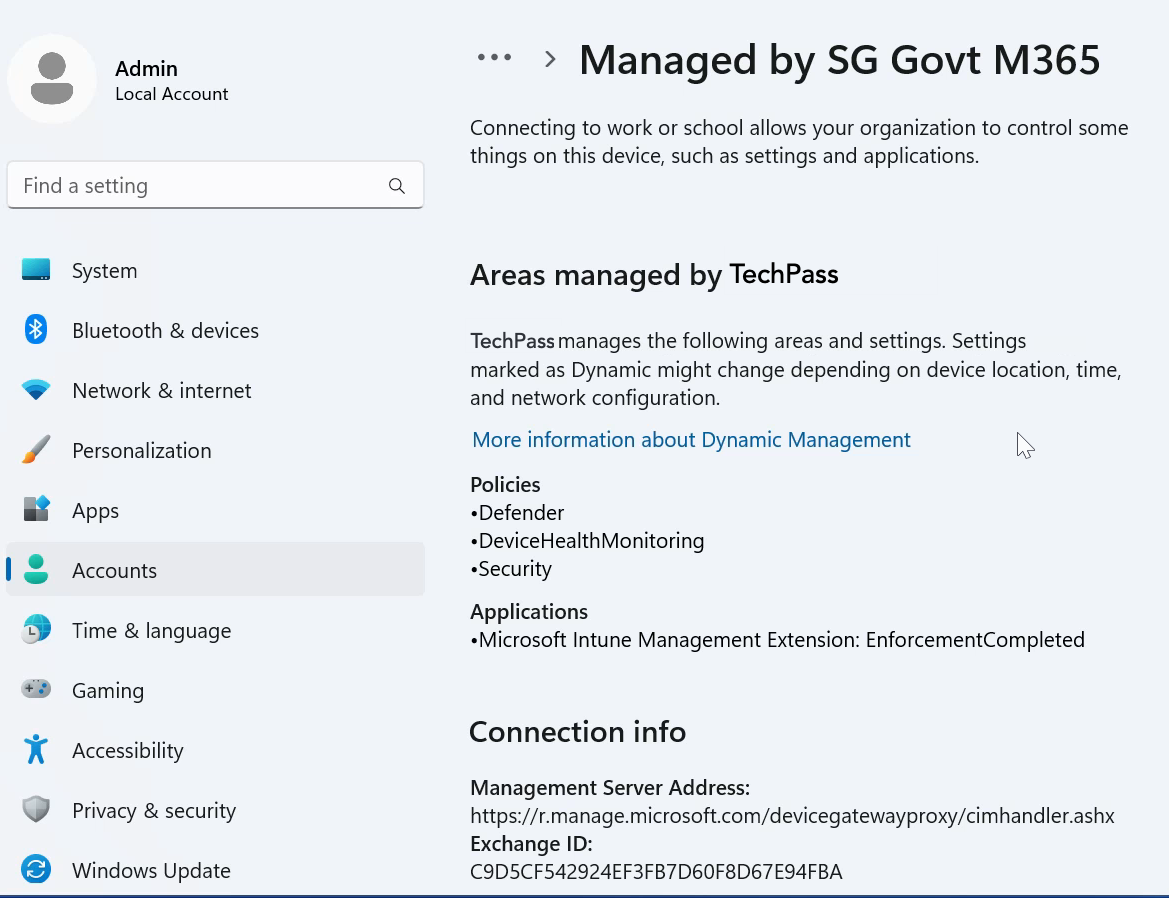 Admin
Local Account
Find a setting
System
Bluetooth & devices
Network & internet
Personalization
Apps
Accounts
Time & language
Gaming
Accessibility
Privacy & security
Windows Update
... > Managed by SG Govt M365
Connecting to work or school allows your organization to control some
things on this device, such as settings and applications.
Areas managed by TechPass
TechPass manages the following areas and settings. Settings
marked as Dynamic might change depending on device location, time,
and network configuration.
More information about Dynamic Management
Policies
•Defender
•DeviceHealthMonitoring
•Security
Applications
•Microsoft Intune Management Extension: EnforcementCompleted
Connection info
Management Server Address:
https://r.manage.microsoft.com/devicegatewayproxy/cimhandler.ashx
Exchange ID:
C9D5CF542924EF3FB7D60F8D67E94FBA